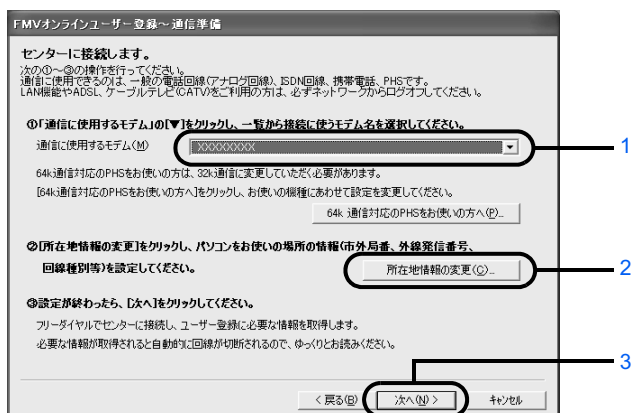 FMVオンラインユーザー登録～通信準備
センターに接続します。
次の①～③の操作を行ってください。
通信に使用できるのは、一般の電話回線(アナログ回線)、ISDN回線、携帯電話、PHSです。
LAN機能やADSL、ケーブルテレビ(CATV)をご利用の方は、必ずネットワークからログオフしてください。
①「通信に使用するモデム」の[▼]をクリックし、一覧から接続に使うモデム名を選択してください。
通信に使用するモデム(M) XXXXXXXXX
1
64k通信対応のPHSをお使いの方は、32k通信に変更していただく必要があります。
[64k通信対応のPHSをお使いの方へ]をクリックし、お使いの機種にあわせて設定を変更してください。
64k 通信対応のPHSをお使いの方へ(P)...
②[所在地情報の変更]をクリックし、パソコンをお使いの場所の情報(市外局番、外線発信番号、
回線種別等)を設定してください。
所在地情報の変更(C)...
2
③設定が終わったら、[次へ]をクリックしてください。
フリーダイヤルでセンターに接続し、ユーザー登録に必要な情報を取得します。
必要な情報が取得されると自動的に回線が切断されるので、ゆっくりとお読みください。
3
< 戻る(B) 次へ(N) > キャンセル